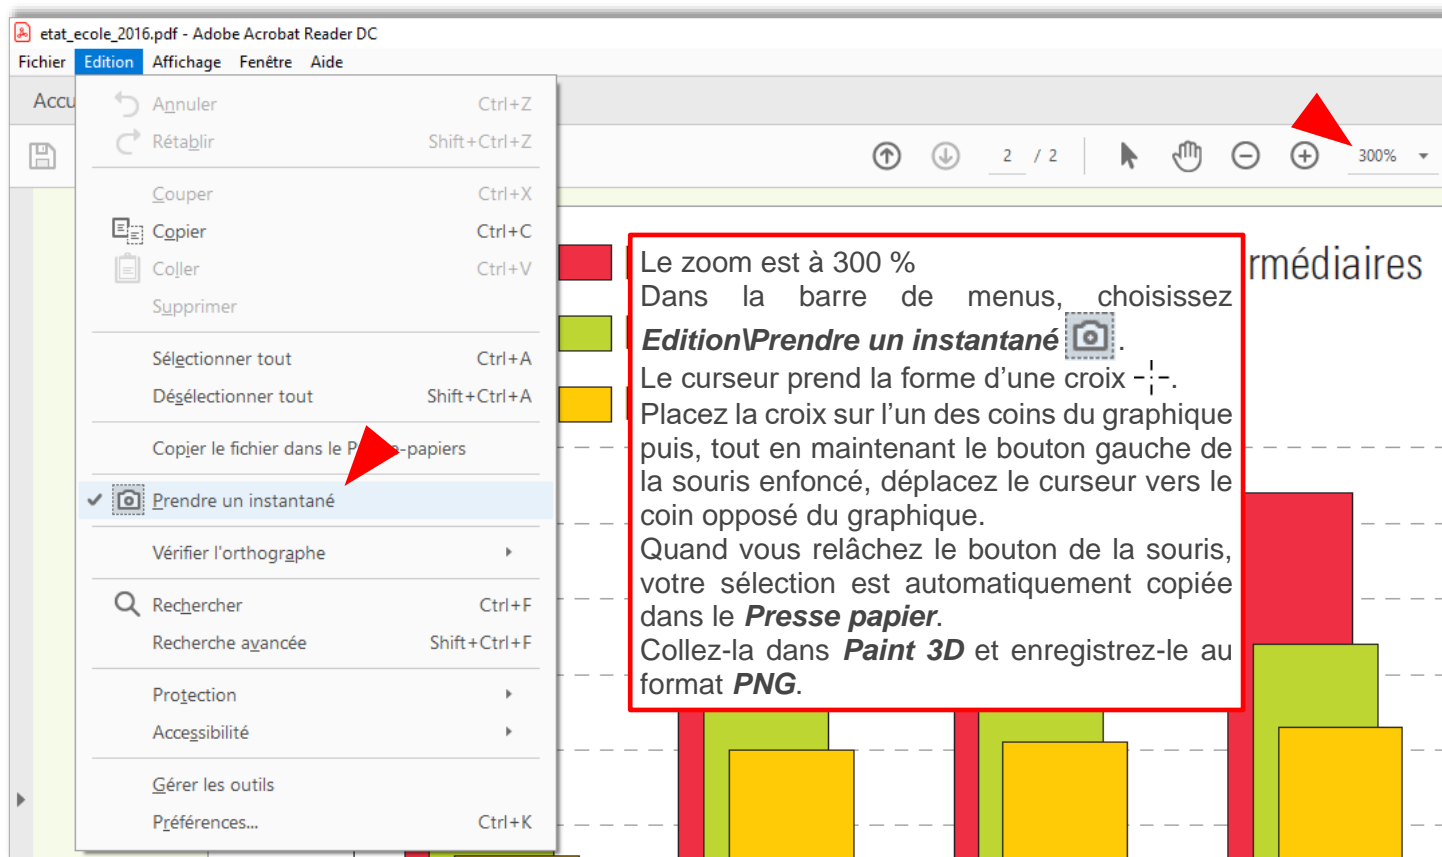 etat_ecole_2016.pdf - Adobe Acrobat Reader DC
Fichier Edition Affichage Fenêtre Aide
Accu
Annuler Ctrl+Z
Rétablir Shift+Ctrl+Z
2 / 2 300%
Couper Ctrl+X
Copier Ctrl+C
Coller Ctrl+V
Supprimer
Sélectionner tout Ctrl+A
Désélectionner tout Shift+Ctrl+A
Copier le fichier dans le P -papiers
Prendre un instantané
Vérifier l'orthographe
Rechercher Ctrl+F
Recherche avancée Shift+Ctrl+F
Protection
Accessibilité
Gérer les outils
Préférences... Ctrl+K
rmédiaires
Le zoom est à 300 %
Dans la barre de menus, choisissez
Edition\Prendre un instantané .
Le curseur prend la forme d'une croix .
Placez la croix sur l'un des coins du graphique
puis, tout en maintenant le bouton gauche de
la souris enfoncé, déplacez le curseur vers le
coin opposé du graphique.
Quand vous relâchez le bouton de la souris,
votre sélection est automatiquement copiée
dans le Presse papier.
Collez-la dans Paint 3D et enregistrez-le au
format PNG.